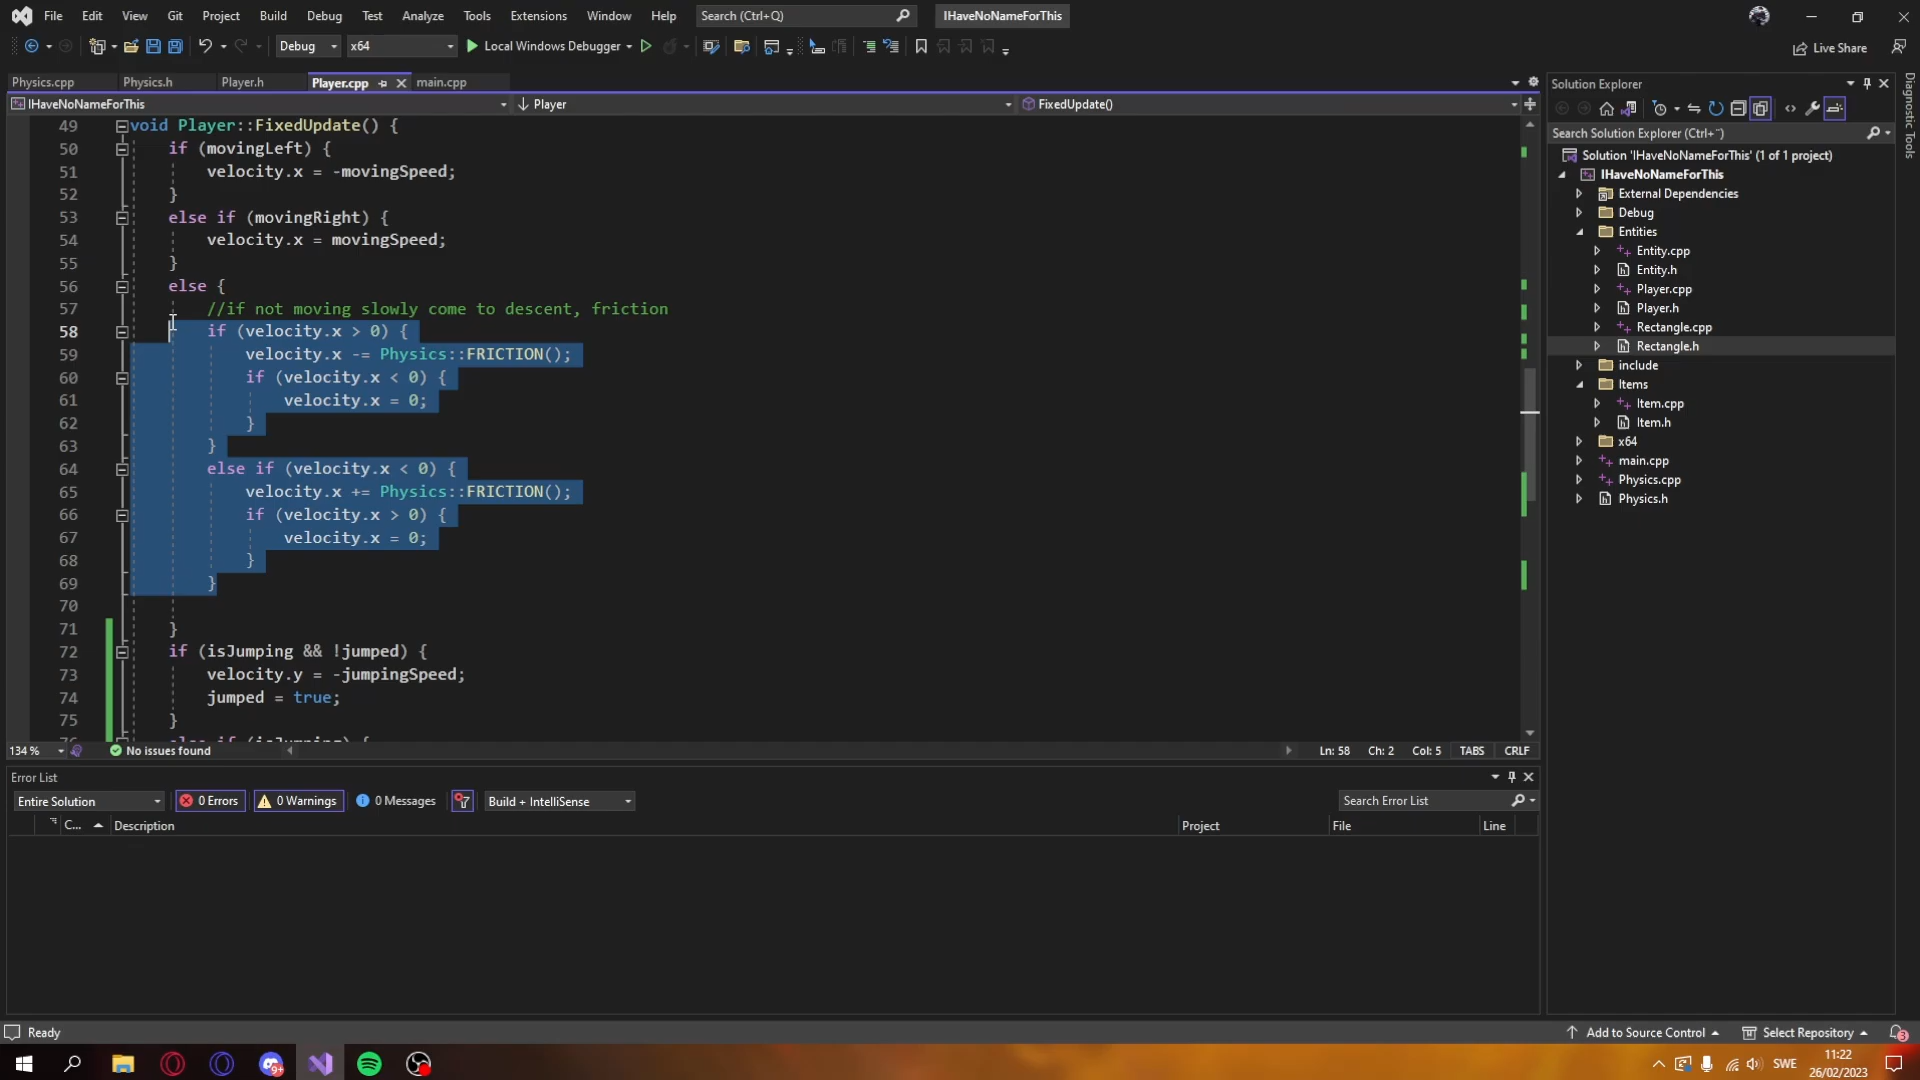 File Edit View Git Project Build Debug Test Analyze Tools Extensions Window Help Search (Ctrl+Q) IHaveNoNameForThis
Debug x64 Local Windows Debugger Live Share
Physics.cpp Physics.h Player.h Player.cpp main.cpp
IHaveNoNameForThis Player FixedUpdate()
49 void Player::FixedUpdate() {
50 if (movingLeft) {
51 velocity.x = -movingSpeed;
52 }
53 else if (movingRight) {
54 velocity.x = movingSpeed;
55 }
56 else {
57 //if not moving slowly come to descent, friction
58 if (velocity.x > 0) {
59 velocity.x -= Physics::FRICTION();
60 if (velocity.x < 0) {
61 velocity.x = 0;
62 }
63 }
64 else if (velocity.x < 0) {
65 velocity.x += Physics::FRICTION();
66 if (velocity.x > 0) {
67 velocity.x = 0;
68 }
69 }
70
71 }
72 if (isJumping && !jumped) {
73 velocity.y = -jumpingSpeed;
74 jumped = true;
75 }
76 else if (isJumping) {
134 % No issues found Ln: 58 Ch: 2 Col: 5 TABS CRLF
Error List
Entire Solution 0 Errors 0 Warnings 0 Messages Build + IntelliSense Search Error List
C... Description Project File Line
Solution Explorer
Search Solution Explorer (Ctrl+¨)
Solution 'IHaveNoNameForThis' (1 of 1 project)
IHaveNoNameForThis
External Dependencies
Debug
Entities
Entity.cpp
Entity.h
Player.cpp
Player.h
Rectangle.cpp
Rectangle.h
include
Items
Item.cpp
Item.h
x64
main.cpp
Physics.cpp
Physics.h
Diagnostic Tools
Ready Add to Source Control Select Repository 3
9+ SWE 11:22
26/02/2023